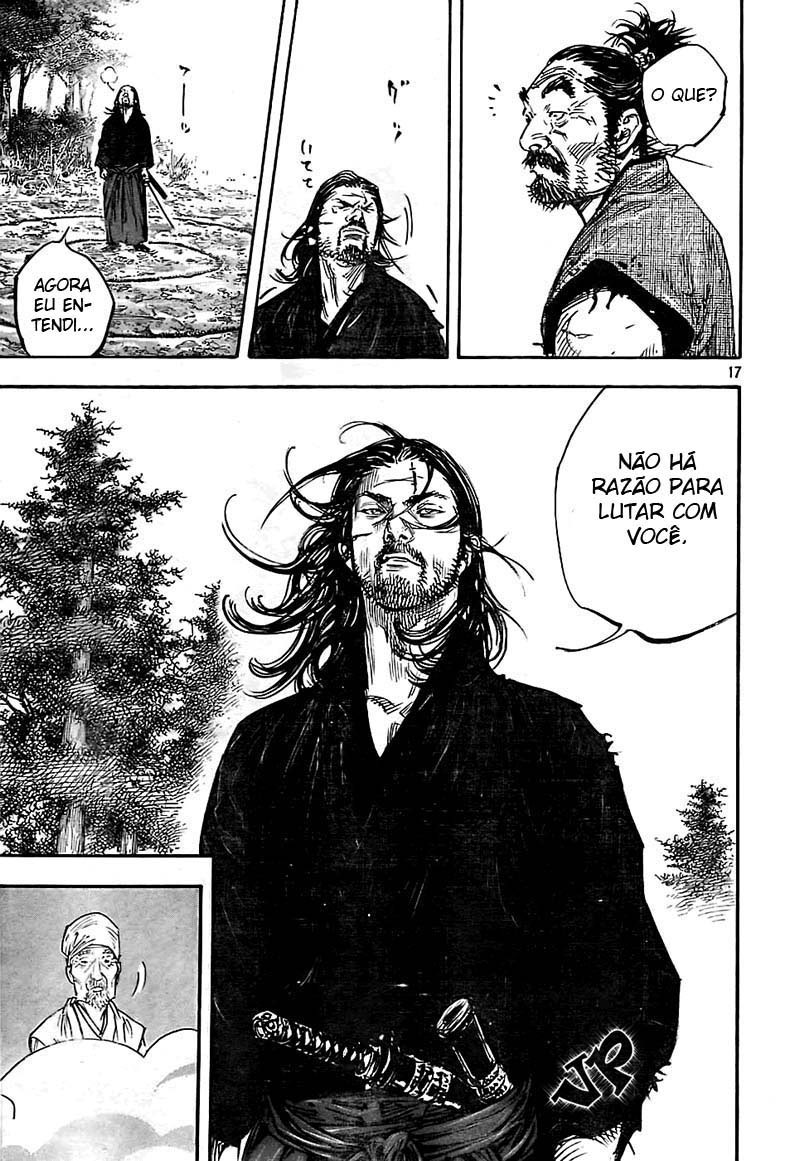 O QUE?
グッ
いてて
アーッ
AGORA
EU EN-
TENDI...
17
NÃO HÁ
RAZÃO PARA
LUTAR COM
VOCÊ.
VP